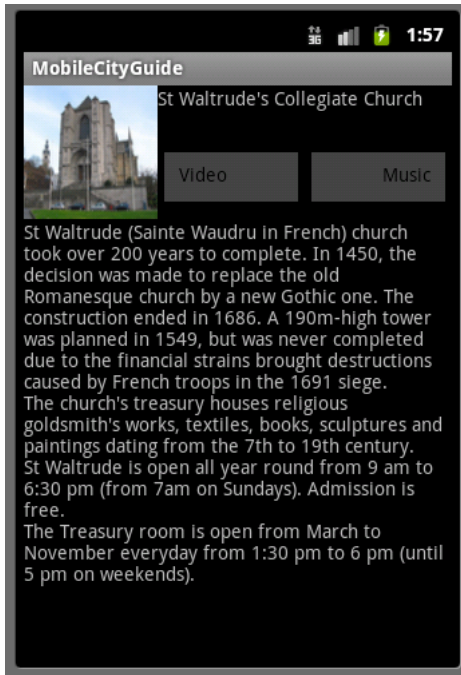 3G 1:57
MobileCityGuide
St Waltrude's Collegiate Church
Video Music
St Waltrude (Sainte Waudru in French) church
took over 200 years to complete. In 1450, the
decision was made to replace the old
Romanesque church by a new Gothic one. The
construction ended in 1686. A 190m-high tower
was planned in 1549, but was never completed
due to the financial strains brought destructions
caused by French troops in the 1691 siege.
The church's treasury houses religious
goldsmith's works, textiles, books, sculptures and
paintings dating from the 7th to 19th century.
St Waltrude is open all year round from 9 am to
6:30 pm (from 7am on Sundays). Admission is
free.
The Treasury room is open from March to
November everyday from 1:30 pm to 6 pm (until
5 pm on weekends).